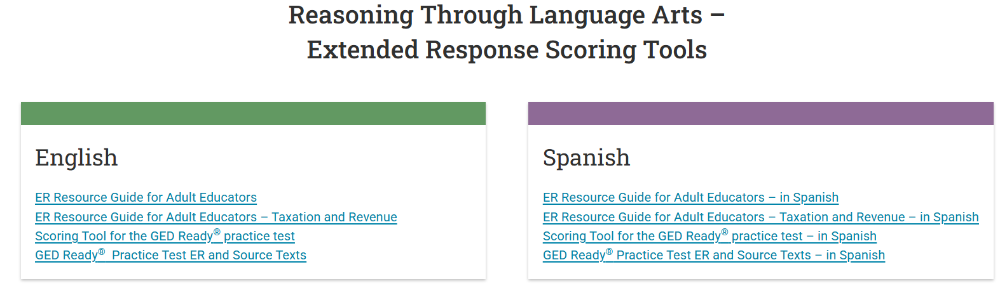 Reasoning Through Language Arts –
Extended Response Scoring Tools
English
ER Resource Guide for Adult Educators
ER Resource Guide for Adult Educators – Taxation and Revenue
Scoring Tool for the GED Ready® practice test
GED Ready® Practice Test ER and Source Texts
Spanish
ER Resource Guide for Adult Educators – in Spanish
ER Resource Guide for Adult Educators – Taxation and Revenue – in Spanish
Scoring Tool for the GED Ready® practice test – in Spanish
GED Ready® Practice Test ER and Source Texts – in Spanish